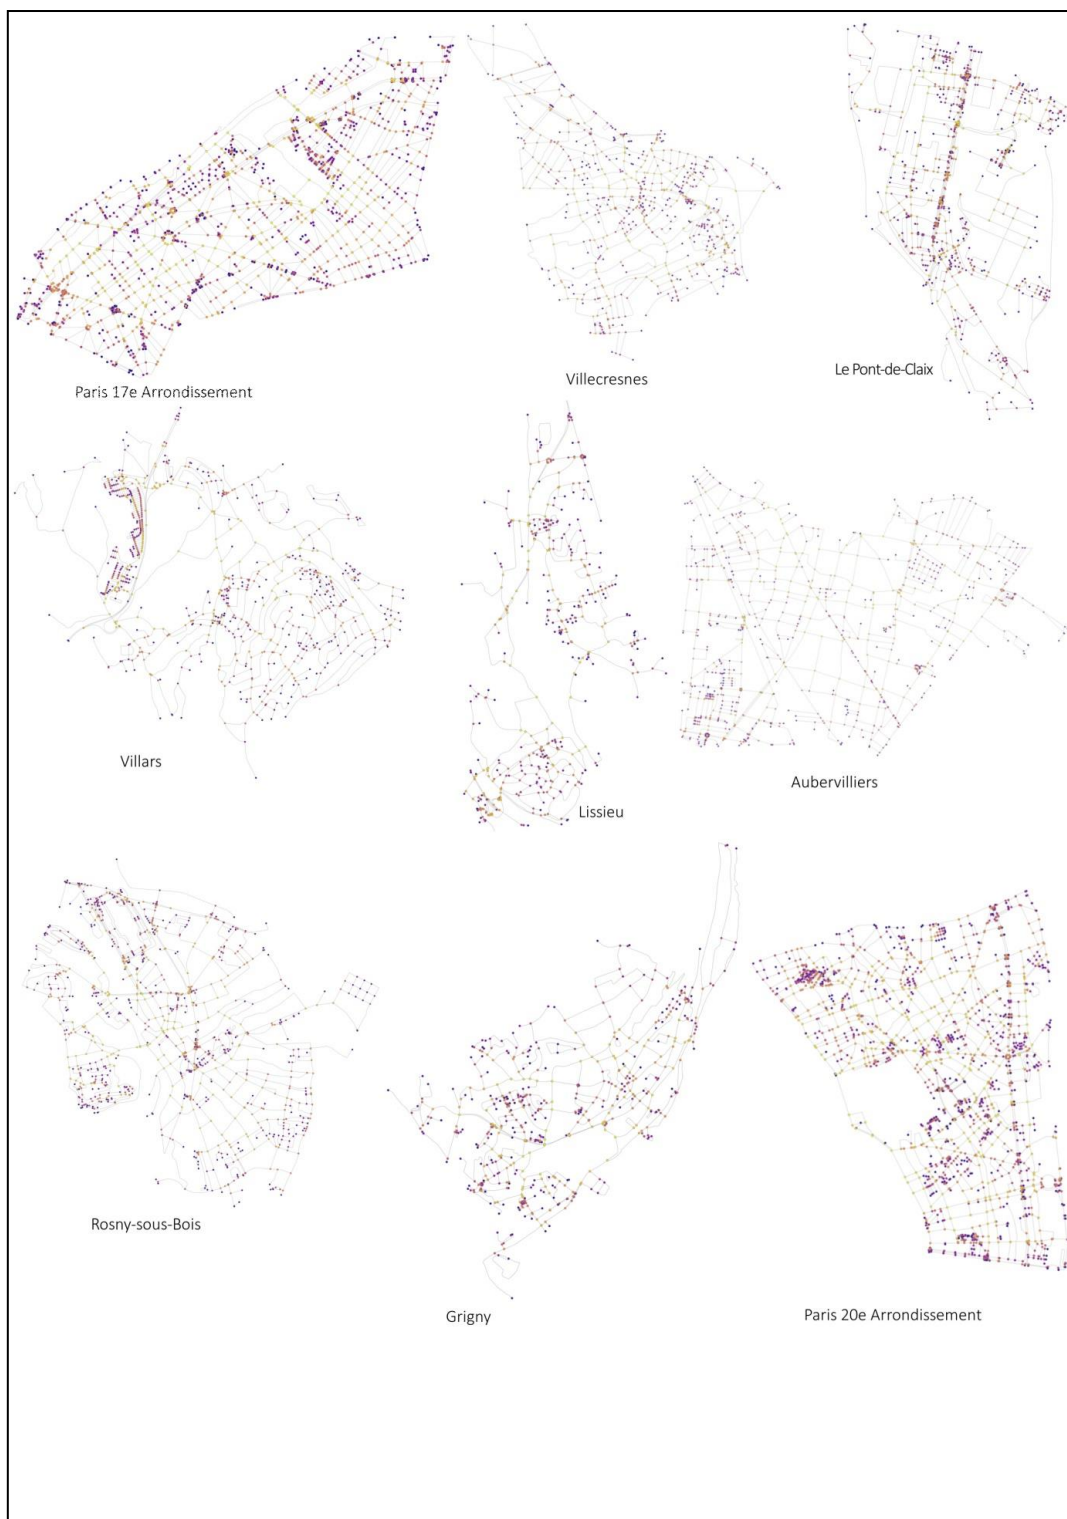 Paris 17e Arrondissement
Villecresnes
Le Pont-de-Claix
Villars
Lissieu
Aubervilliers
Rosny-sous-Bois
Grigny
Paris 20e Arrondissement